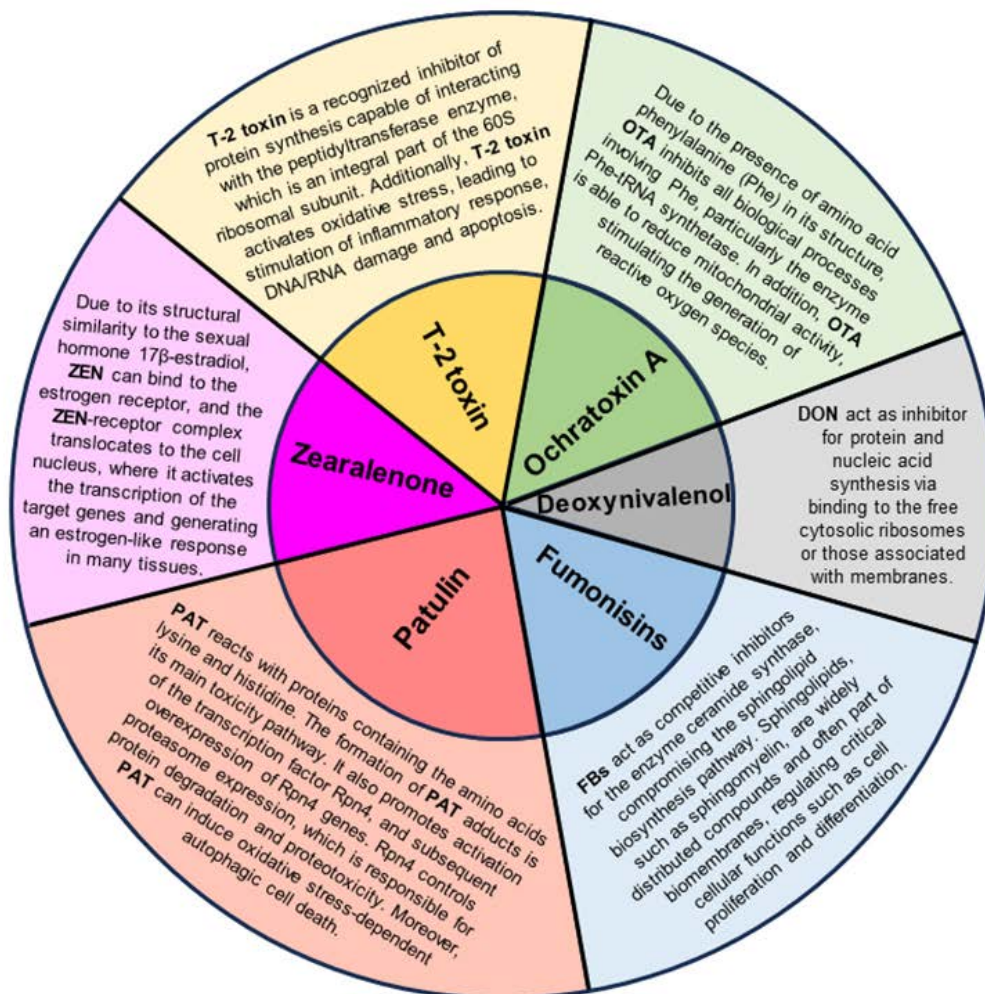 T-2 toxin is a recognized inhibitor of
protein synthesis capable of interacting
with the peptidyltransferase enzyme,
which is an integral part of the 60S
ribosomal subunit. Additionally, T-2 toxin
activates oxidative stress, leading to
stimulation of inflammatory response,
DNA/RNA damage and apoptosis.
Due to the presence of amino acid
phenylalanine (Phe) in its structure,
OTA inhibits all biological processes
involving Phe, particularly the enzyme
Phe-tRNA synthetase. In addition, OTA
is able to reduce mitochondrial activity,
stimulating the generation of
reactive oxygen species.
DON act as inhibitor
for protein and
nucleic acid
synthesis via
binding to the free
cytosolic ribosomes
or those associated
with membranes.
FBs act as competitive inhibitors
for the enzyme ceramide synthase,
compromising the sphingolipid
biosynthesis pathway. Sphingolipids,
such as sphingomyelin, are widely
distributed compounds and often part of
biomembranes, regulating critical
cellular functions such as cell
proliferation and differentiation.
PAT reacts with proteins containing the amino acids
lysine and histidine. The formation of PAT adducts is
its main toxicity pathway. It also promotes activation
of the transcription factor Rpn4, and subsequent
overexpression of Rpn4 genes. Rpn4 controls
proteasome expression, which is responsible for
protein degradation and proteotoxicity. Moreover,
PAT can induce oxidative stress-dependent
autophagic cell death.
Due to its structural
similarity to the sexual
hormone 17β-estradiol,
ZEN can bind to the
estrogen receptor, and the
ZEN-receptor complex
translocates to the cell
nucleus, where it activates
the transcription of the
target genes and generating
an estrogen-like response
in many tissues.
T-2 toxin
Ochratoxin A
Deoxynivalenol
Fumonisins
Patulin
Zearalenone